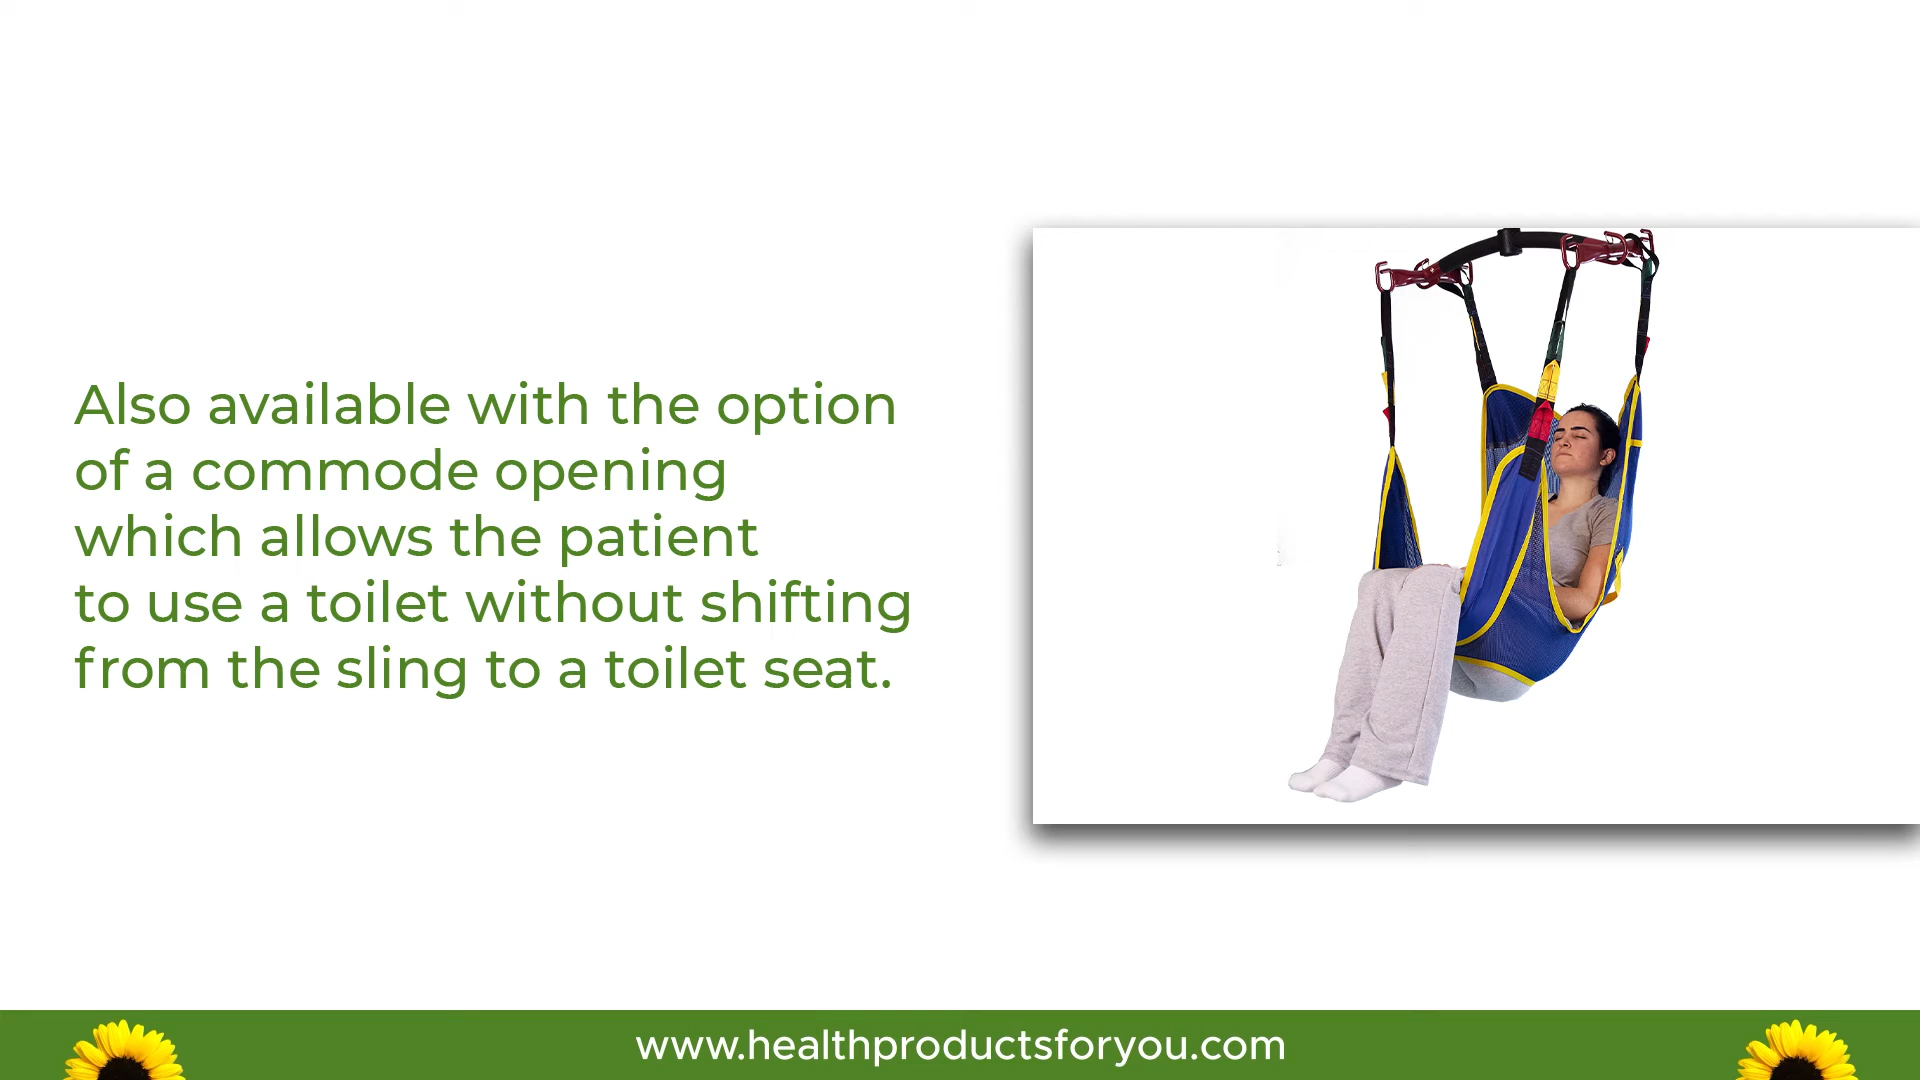 Also available with the option
of a commode opening
which allows the patient
to use a toilet without shifting
from the sling to a toilet seat.
www.healthproductsforyou.com